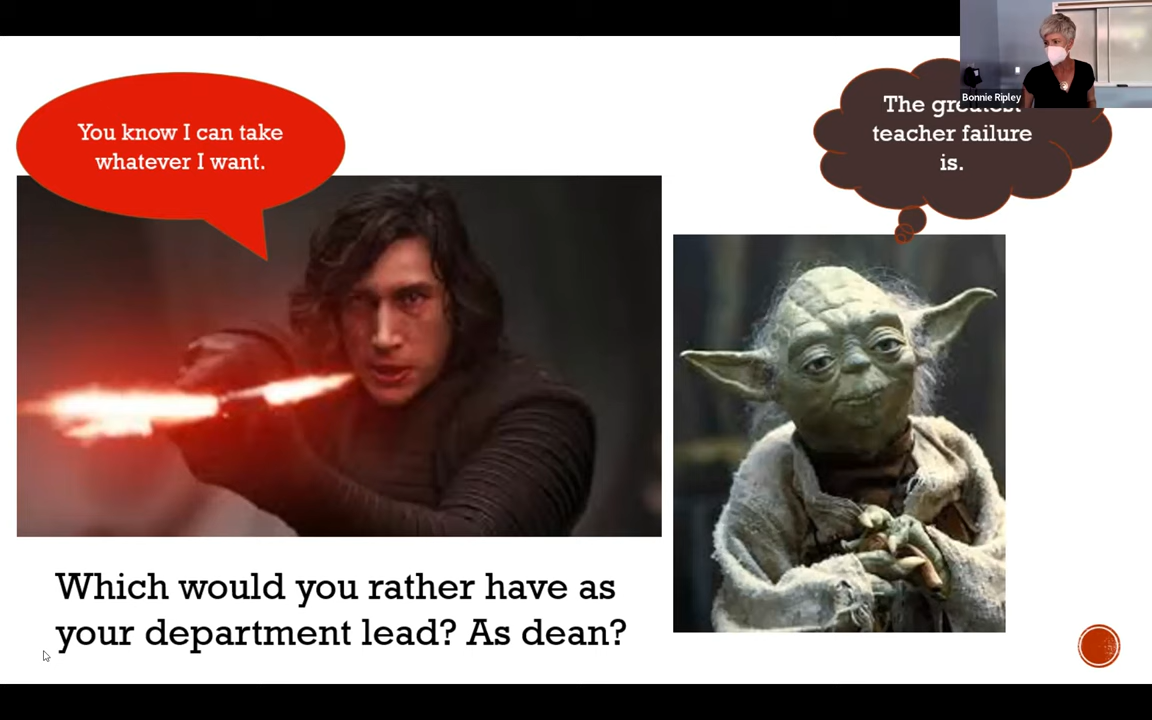 You know I can take
whatever I want.
Bonnie Ripley
The greatest
teacher failure
is.
Which would you rather have as
your department lead? As dean?